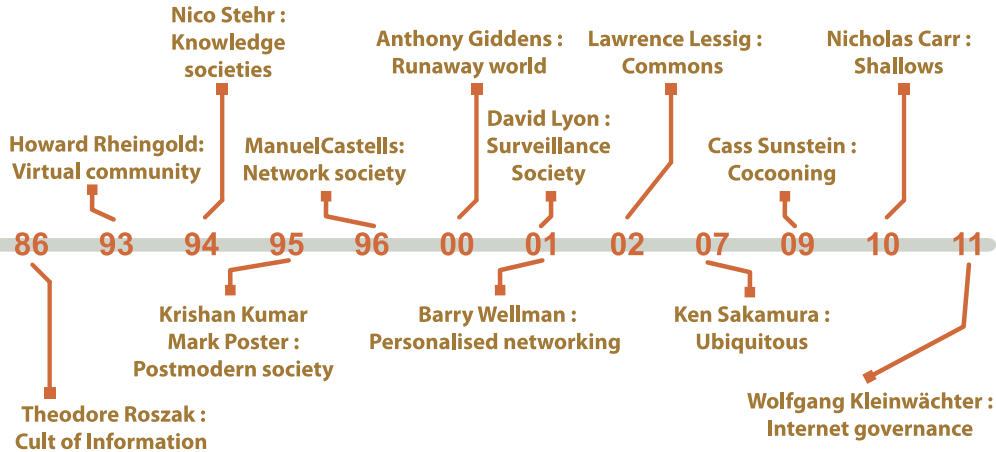 Nico Stehr :
Knowledge
societies
Anthony Giddens :
Runaway world
Lawrence Lessig :
Commons
Nicholas Carr :
Shallows
Howard Rheingold:
Virtual community
ManuelCastells:
Network society
David Lyon :
Surveillance
Society
Cass Sunstein :
Cocooning
86 93 94 95 96 00 01 02 07 09 10 11
Krishan Kumar
Mark Poster :
Postmodern society
Barry Wellman :
Personalised networking
Ken Sakamura :
Ubiquitous
Theodore Roszak :
Cult of Information
Wolfgang Kleinwächter :
Internet governance